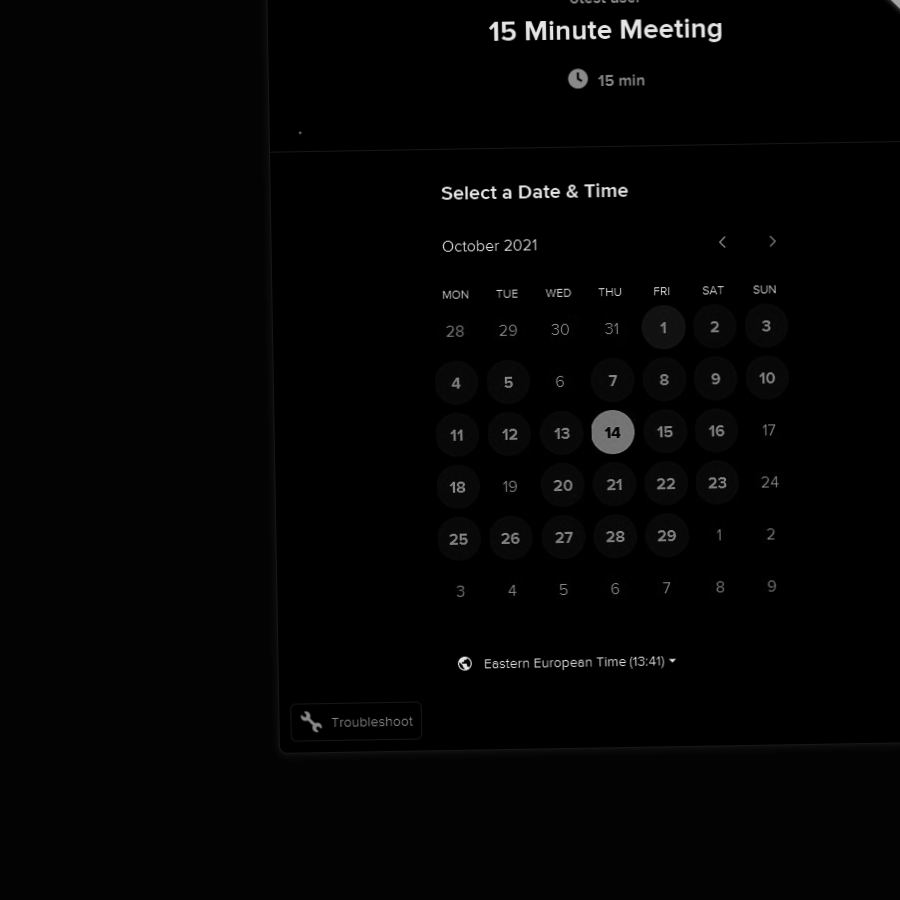 15 Minute Meeting
15 min
Select a Date & Time
October 2021
MON TUE WED THU FRI SAT SUN
28 29 30 31 1 2 3
4 5 6 7 8 9 10
11 12 13 14 15 16 17
18 19 20 21 22 23 24
25 26 27 28 29 1 2
3 4 5 6 7 8 9
Eastern European Time (13:41)
Troubleshoot